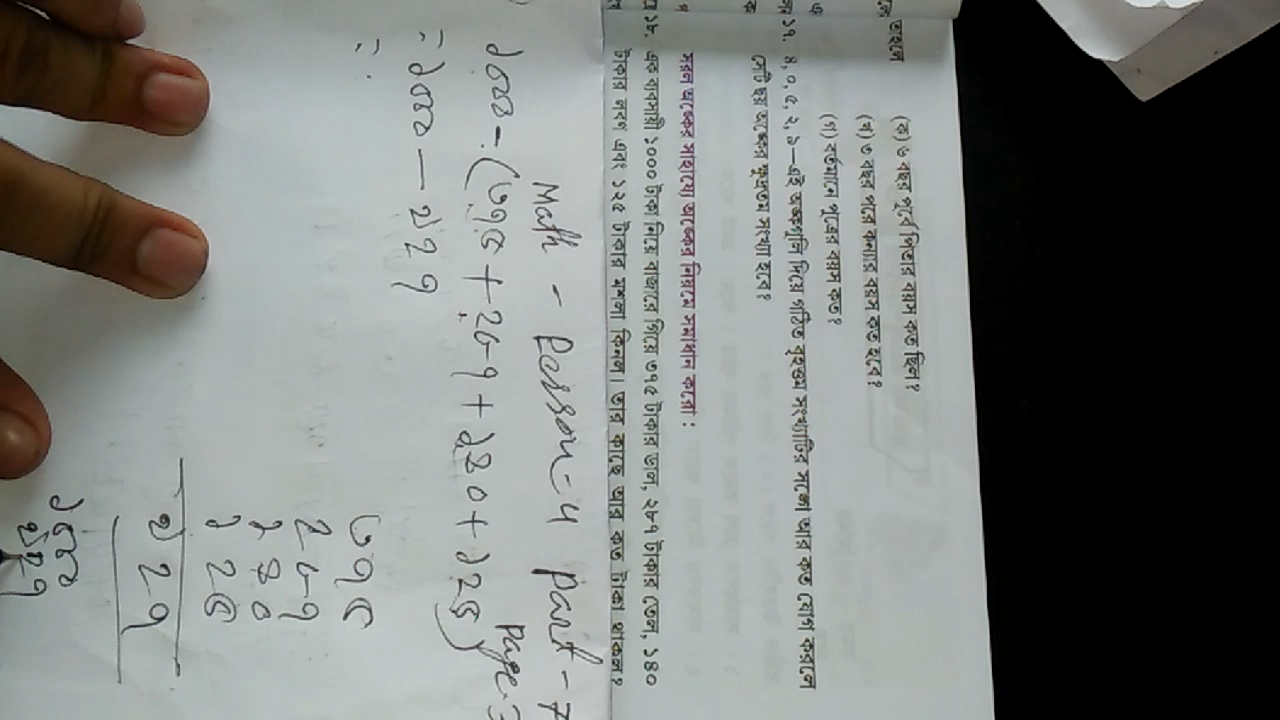 (ক) ৬ বছর পূর্বে পিতার বয়স কত ছিল?
(খ) ৩ বছর পরে কন্যার বয়স কত হবে?
(গ) বর্তমানে পুত্রের বয়স কত?
১৭. ৪, ০, ৫, ২, ৯—এই অঙ্কগুলি দিয়ে গঠিত বৃহত্তম সংখ্যাটির সঙ্গে আর কত যোগ করলে
সেটি ছয় অঙ্কের ক্ষুদ্রতম সংখ্যা হবে?
সরল অঙ্কের সাহায্যে অঙ্কের নিয়মে সমাধান করো :
১৮. এক ব্যবসায়ী ১০০০ টাকা নিয়ে বাজারে গিয়ে ৩৭৫ টাকার ডাল, ২৮৭ টাকার তেল, ১৪০
টাকার লবণ এবং ১২৫ টাকার মশলা কিনল। তার কাছে আর কত টাকা থাকল?
Math - Lesson-4 part-7
Page-3
১০০০ - (৩৭৫ + ২৮৭ + ১৪০ + ১২৫)
= ১০০০ — ৯২৭
=
৩৭৫
২৮৭
১৪০
১২৫
৯২৭
১০০০
৯২৭